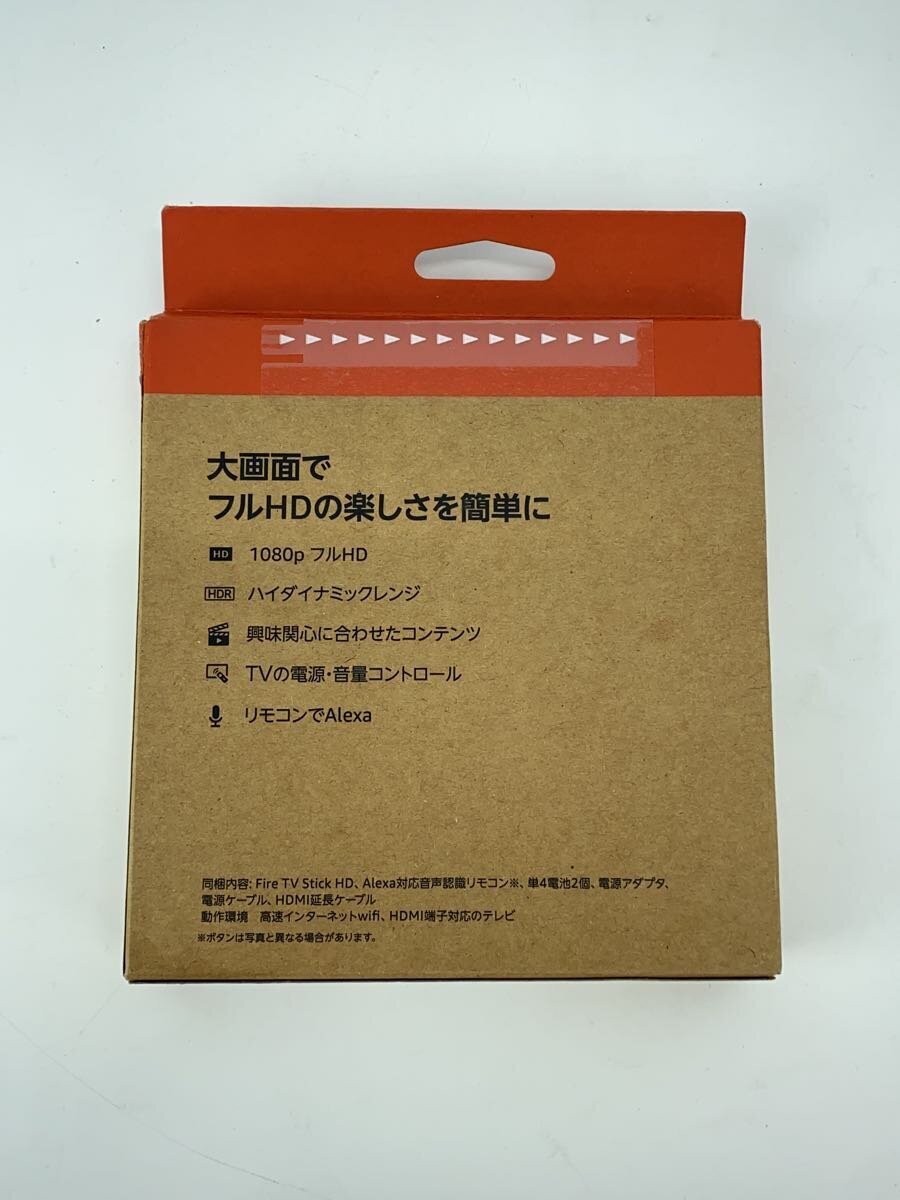 大画面で
フルHDの楽しさを簡単に
HD 1080p フルHD
HDR ハイダイナミックレンジ
興味関心に合わせたコンテンツ
TVの電源・音量コントロール
リモコンでAlexa
同梱内容: Fire TV Stick HD、Alexa対応音声認識リモコン※、単4電池2個、電源アダプタ、
電源ケーブル、HDMI延長ケーブル
動作環境　高速インターネットwifi、HDMI端子対応のテレビ
※ボタンは写真と異なる場合があります。